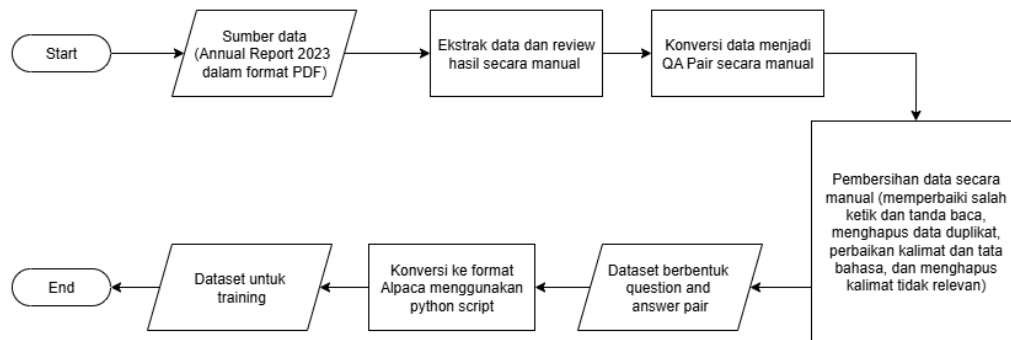 Start
Sumber data
(Annual Report 2023
dalam format PDF)
Ekstrak data dan review
hasil secara manual
Konversi data menjadi
QA Pair secara manual
Pembersihan data secara
manual (memperbaiki salah
ketik dan tanda baca,
menghapus data duplikat,
perbaikan kalimat dan tata
bahasa, dan menghapus
kalimat tidak relevan)
Dataset berbentuk
question and
answer pair
Konversi ke format
Alpaca menggunakan
python script
Dataset untuk
training
End